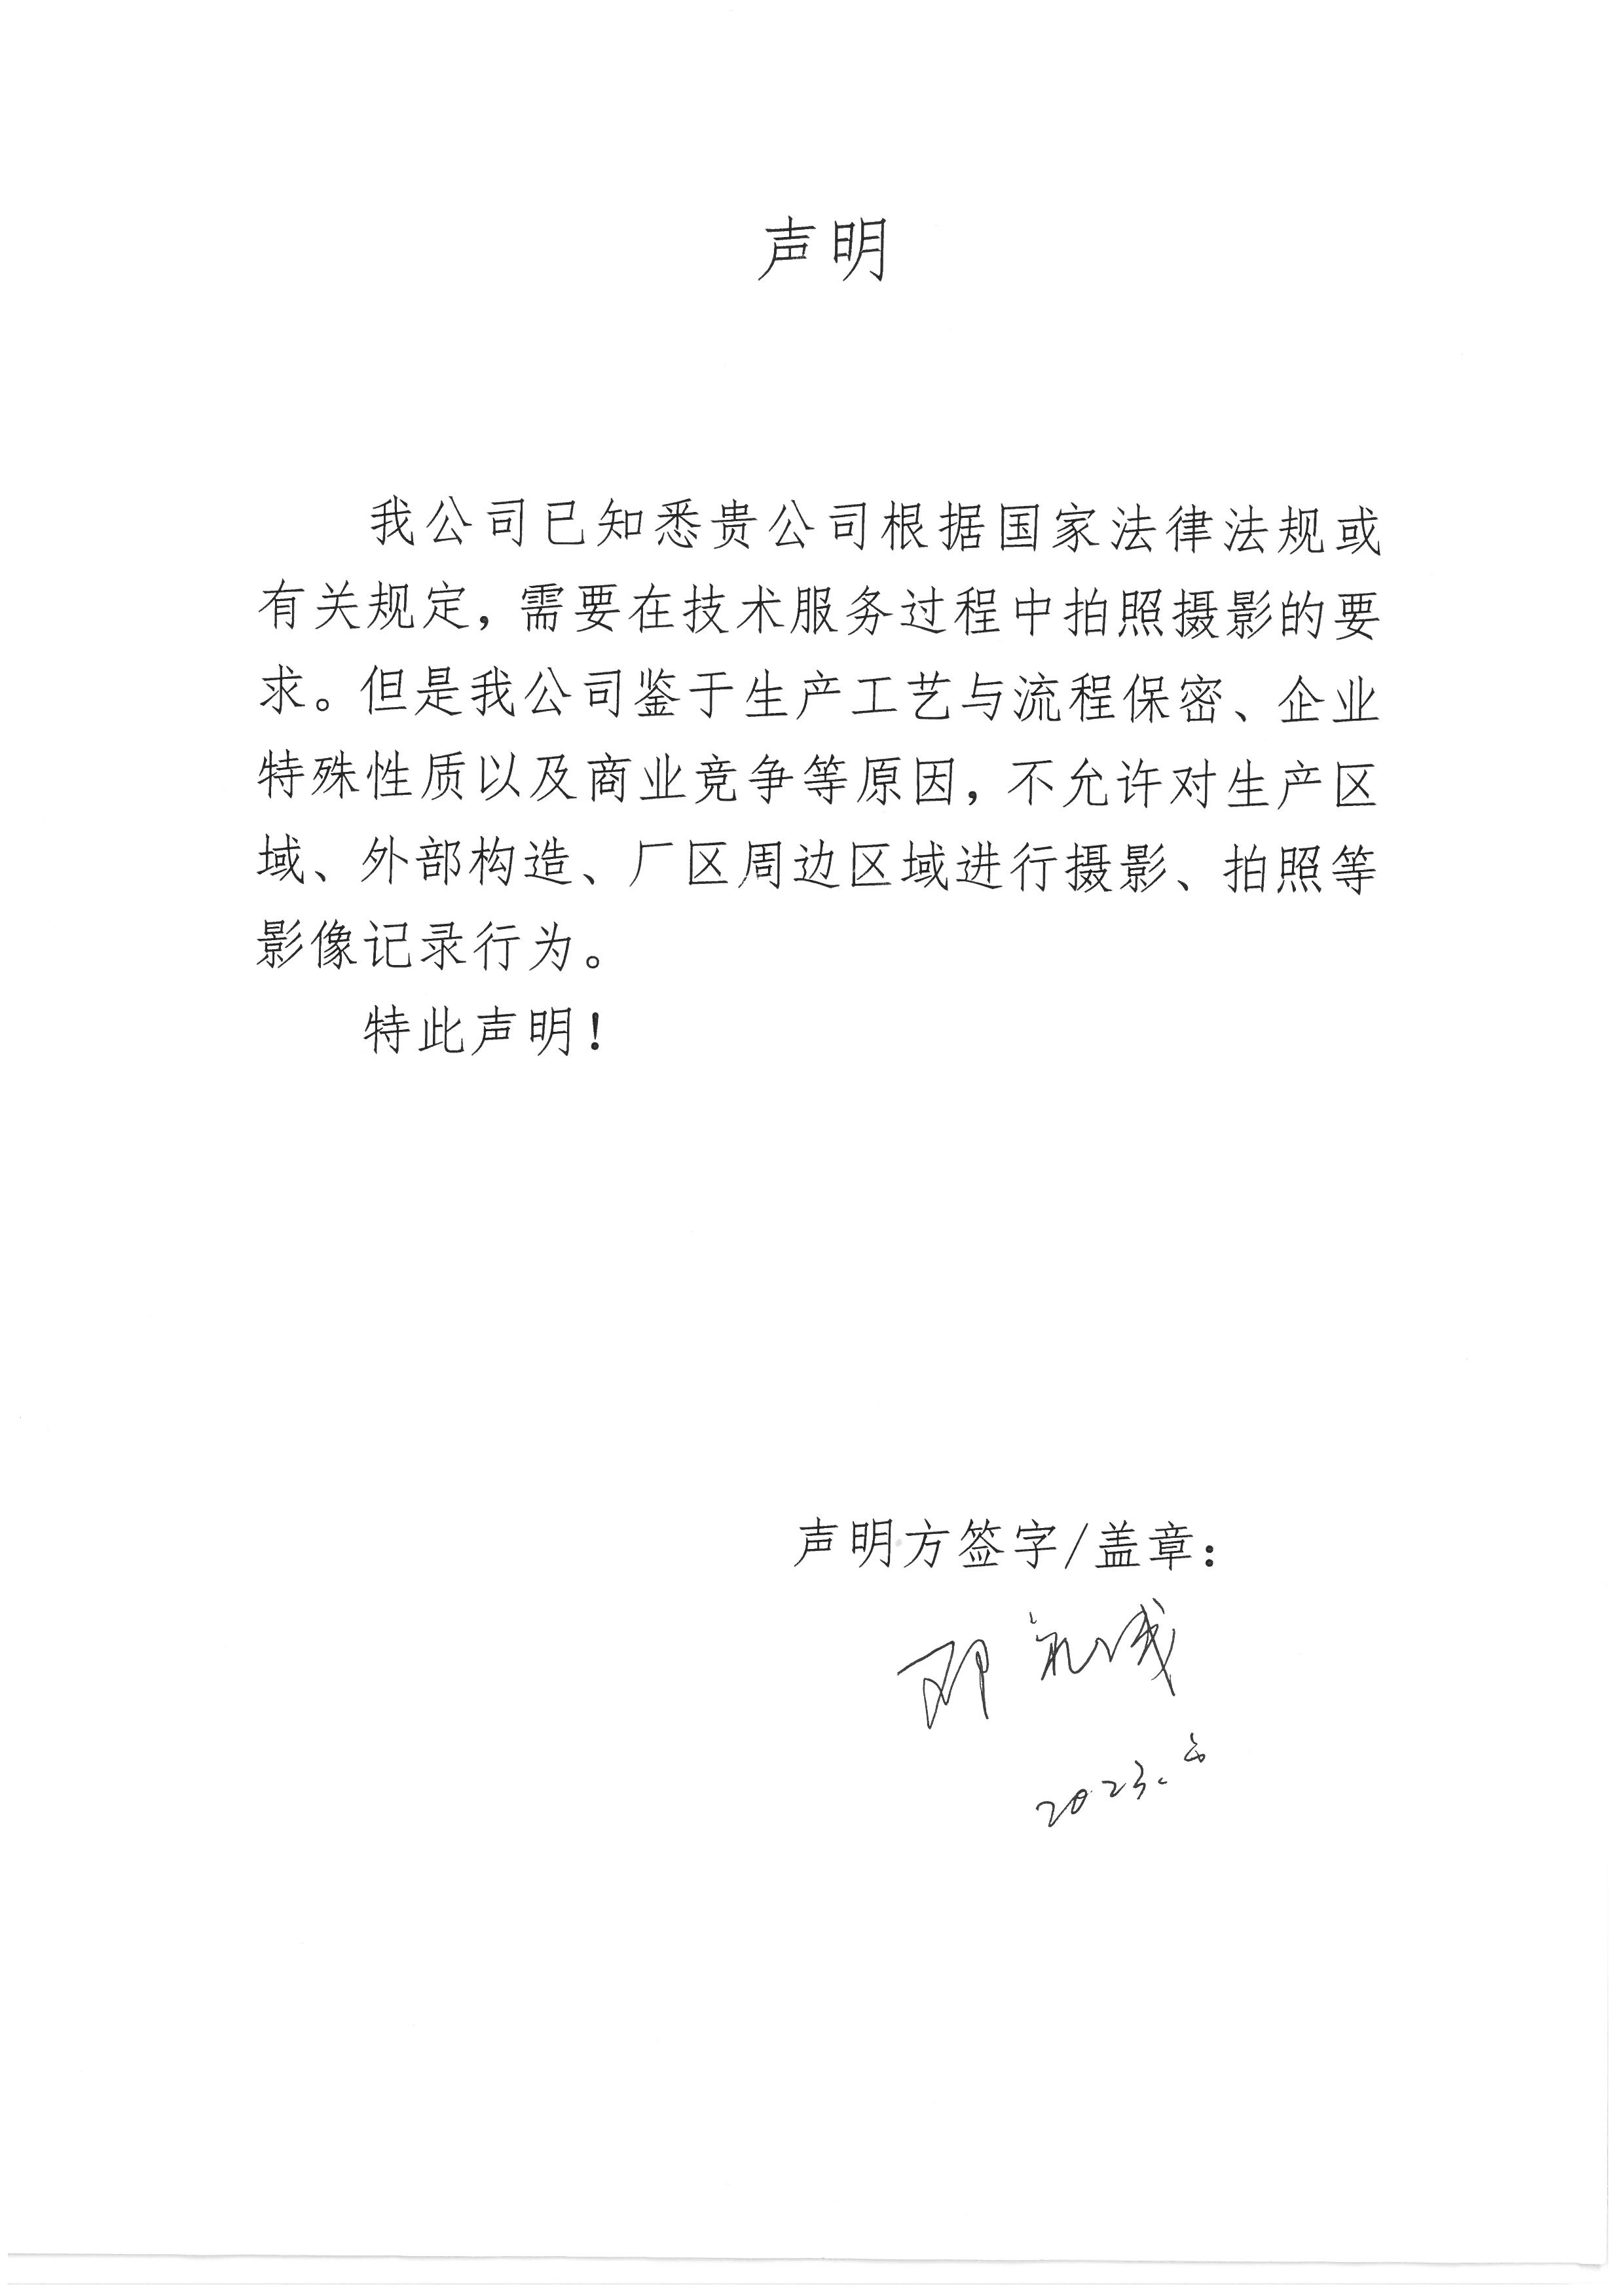 声明
我公司已知悉贵公司根据国家法律法规或
有关规定，需要在技术服务过程中拍照摄影的要
求。但是我公司鉴于生产工艺与流程保密、企业
特殊性质以及商业竞争等原因，不允许对生产区
域、外部构造、厂区周边区域进行摄影、拍照等
影像记录行为。
特此声明！
声明方签字/盖章：
2023.